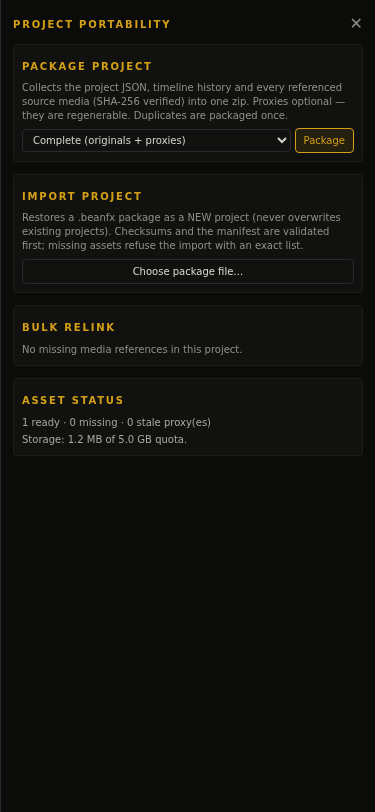 PROJECT PORTABILITY
✕
PACKAGE PROJECT
Collects the project JSON, timeline history and every referenced
source media (SHA-256 verified) into one zip. Proxies optional —
they are regenerable. Duplicates are packaged once.
Complete (originals + proxies)
Package
IMPORT PROJECT
Restores a .beanfx package as a NEW project (never overwrites
existing projects). Checksums and the manifest are validated
first; missing assets refuse the import with an exact list.
Choose package file…
BULK RELINK
No missing media references in this project.
ASSET STATUS
1 ready · 0 missing · 0 stale proxy(es)
Storage: 1.2 MB of 5.0 GB quota.